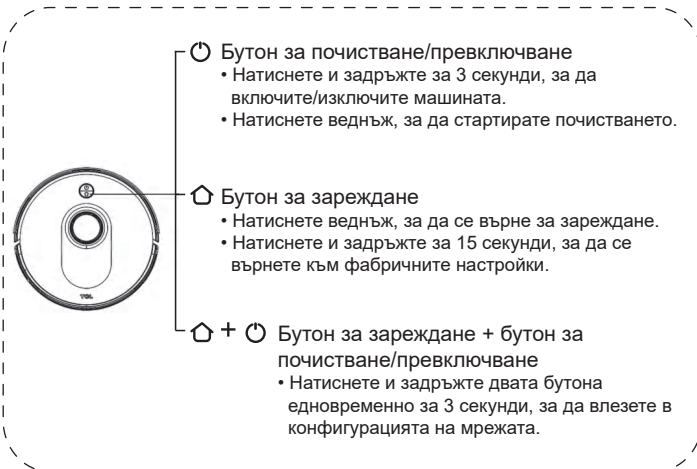 Бутон за почистване/превключване
• Натиснете и задръжте за 3 секунди, за да
включите/изключите машината.
• Натиснете веднъж, за да стартирате почистването.
TCL
Бутон за зареждане
• Натиснете веднъж, за да се върне за зареждане.
• Натиснете и задръжте за 15 секунди, за да се
върнете към фабричните настройки.
+ Бутон за зареждане + бутон за
почистване/превключване
• Натиснете и задръжте двата бутона
едновременно за 3 секунди, за да влезете в
конфигурацията на мрежата.